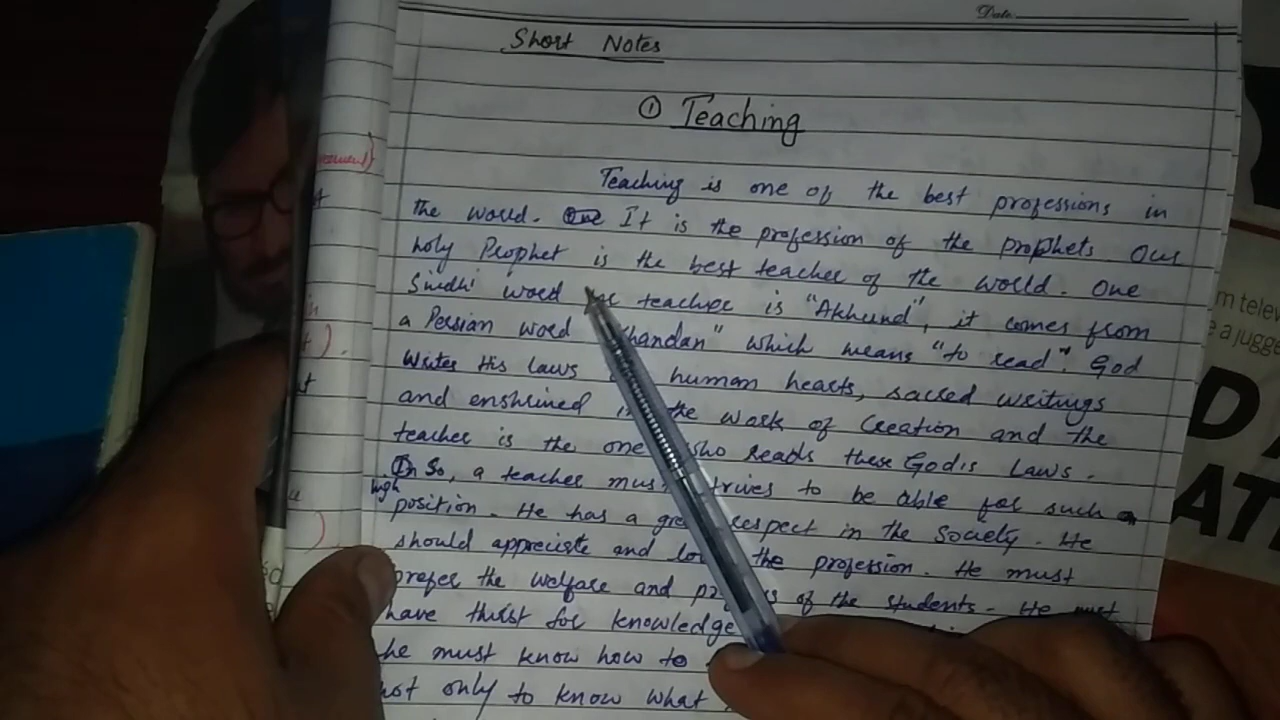 Date
Short Notes
① Teaching
Teaching is one of the best professions in
the world. It is the profession of the prophets Our
holy Prophet is the best teacher of the world. One
Sindhi word teacher is "Akhund", it comes from
a Persian word "khandan" which means "to read". God
writes His laws human hearts, sacred writings
and enshrined in the work of Creation and the
teacher is the one who reads these God's Laws.
So, a teacher must strives to be able for such
high
position. He has a great respect in the Society. He
should appreciate and love the profession. He must
prefer the welfare and of the students. He must
have thirst for knowledge
he must know how to
not only to know what
m telev
e a jugg
D
AT